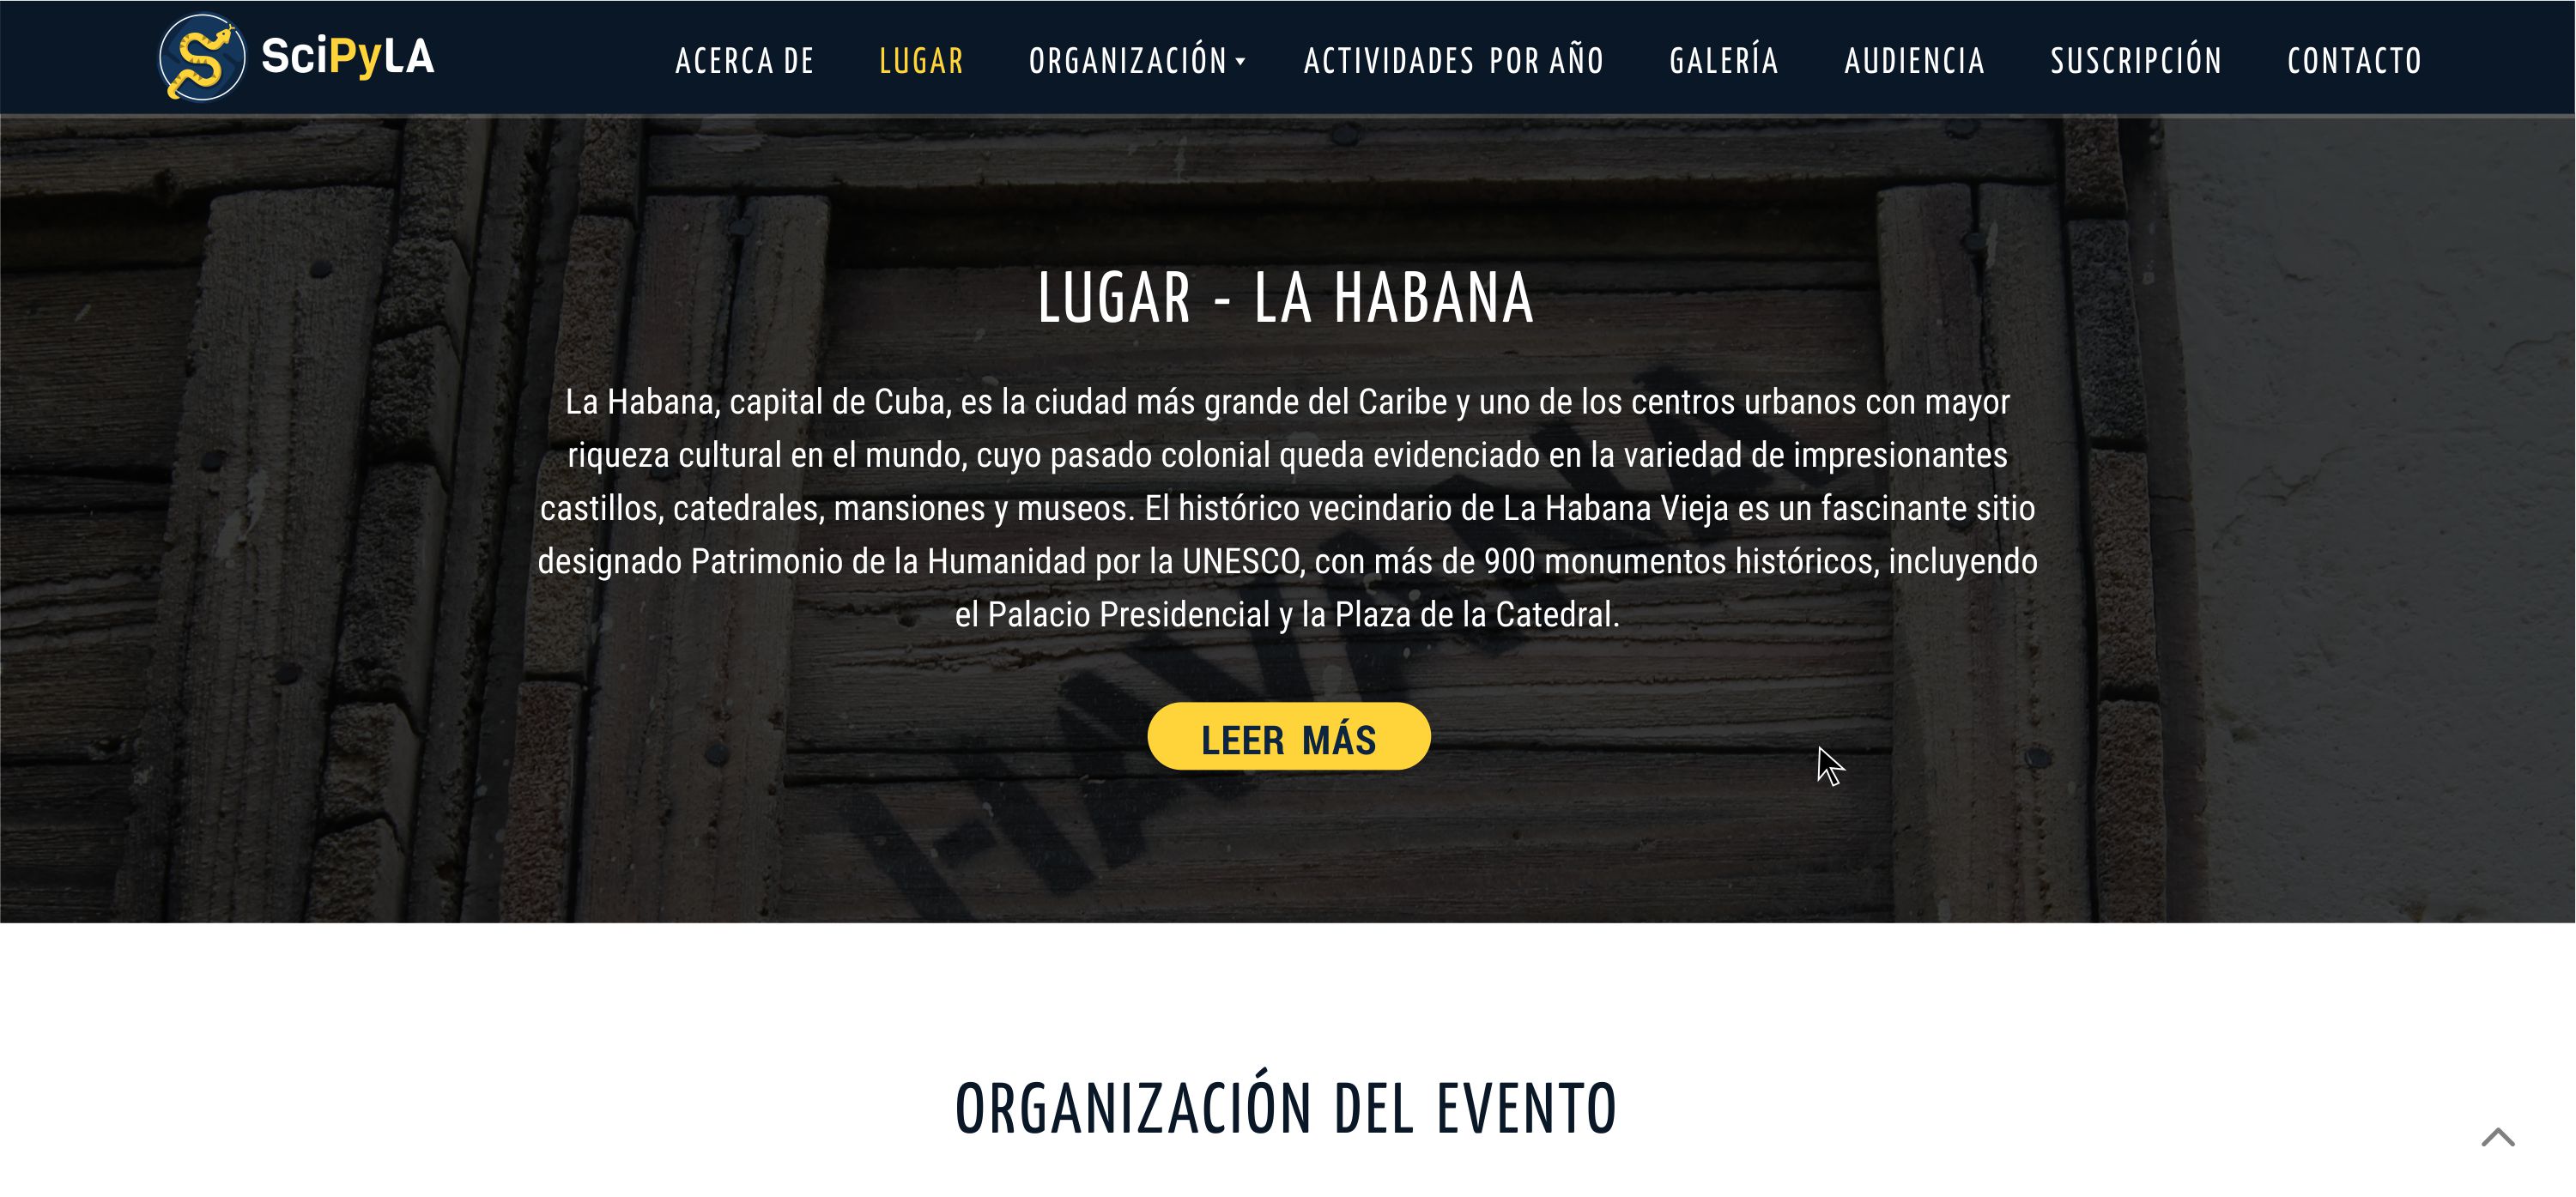 SciPyLA
ACERCA DE LUGAR ORGANIZACIÓN ACTIVIDADES POR AÑO GALERÍA AUDIENCIA SUSCRIPCIÓN CONTACTO
LUGAR - LA HABANA
La Habana, capital de Cuba, es la ciudad más grande del Caribe y uno de los centros urbanos con mayor
riqueza cultural en el mundo, cuyo pasado colonial queda evidenciado en la variedad de impresionantes
castillos, catedrales, mansiones y museos. El histórico vecindario de La Habana Vieja es un fascinante sitio
designado Patrimonio de la Humanidad por la UNESCO, con más de 900 monumentos históricos, incluyendo
el Palacio Presidencial y la Plaza de la Catedral.
HAVANA
LEER MÁS
ORGANIZACIÓN DEL EVENTO